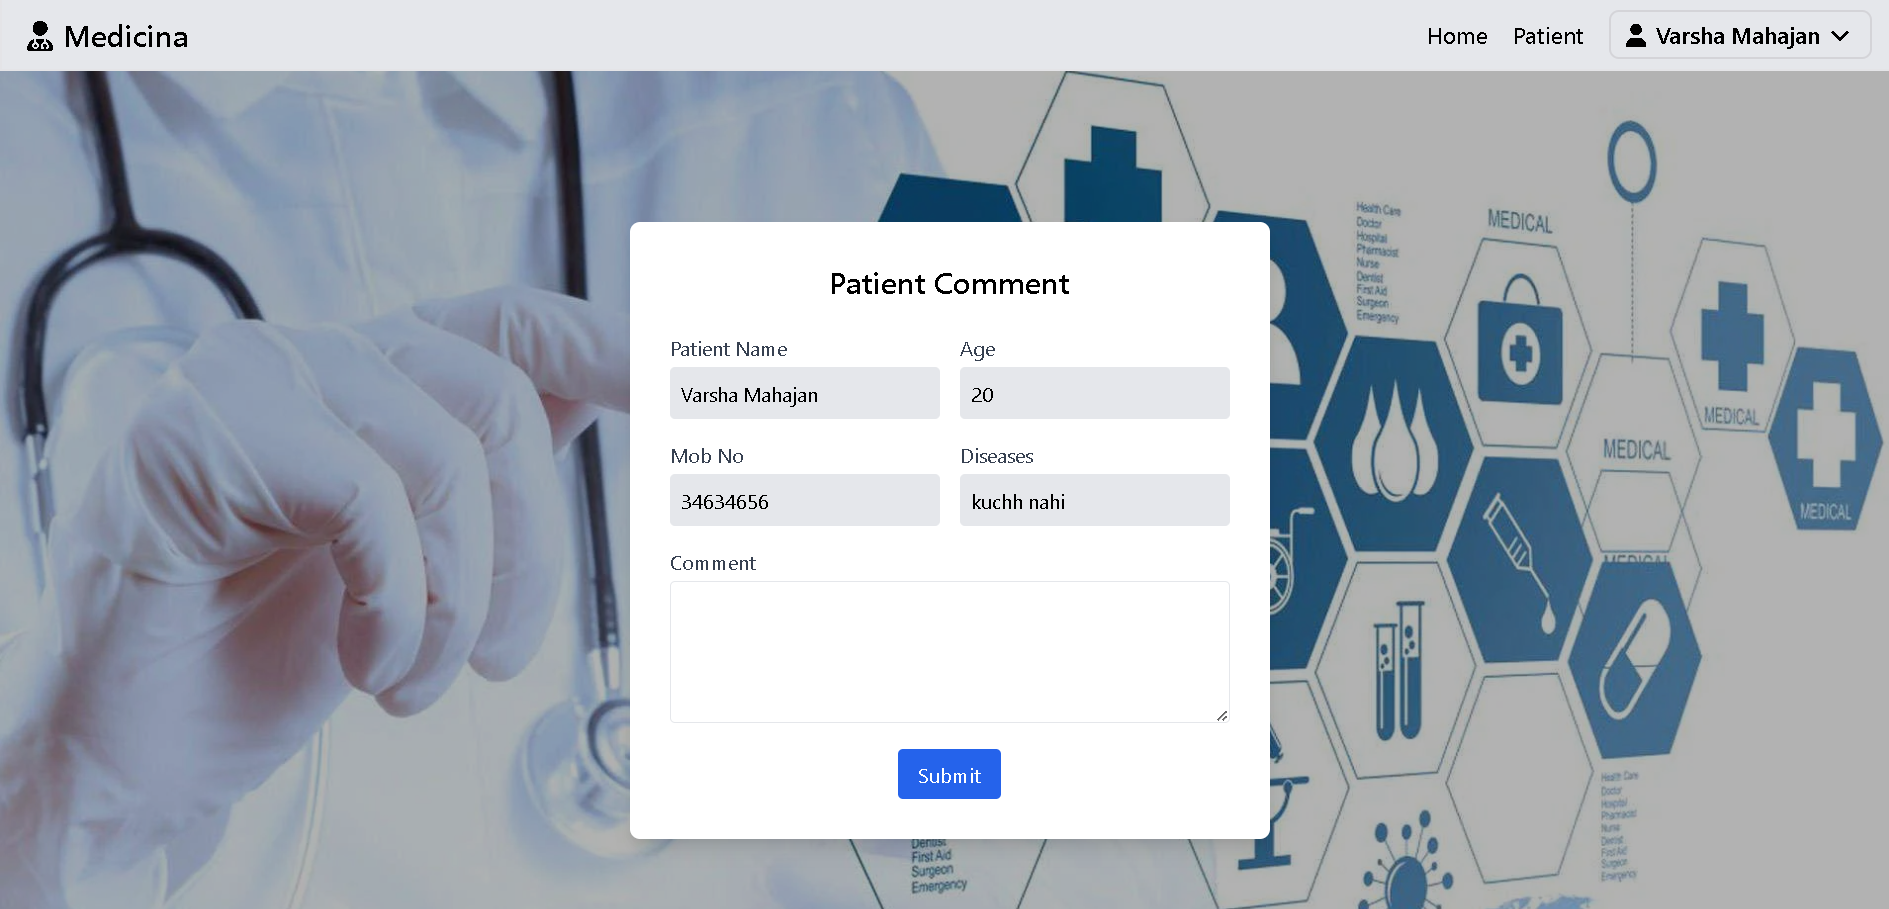 Medicina
Home Patient Varsha Mahajan
Patient Comment
Patient Name Age
Varsha Mahajan 20
Mob No Diseases
34634656 kuchh nahi
Comment
Submit
Health Care
Doctor
Hospital
Pharmacist
Nurse
Dentist
First Aid
Surgeon
Emergency
MEDICAL
MEDICAL
MEDICAL
MEDICAL
MEDICAL
Health Care
Doctor
Hospital
Pharmacist
Nurse
Dentist
First Aid
Surgeon
Emergency
Dentist
First Aid
Surgeon
Emergency